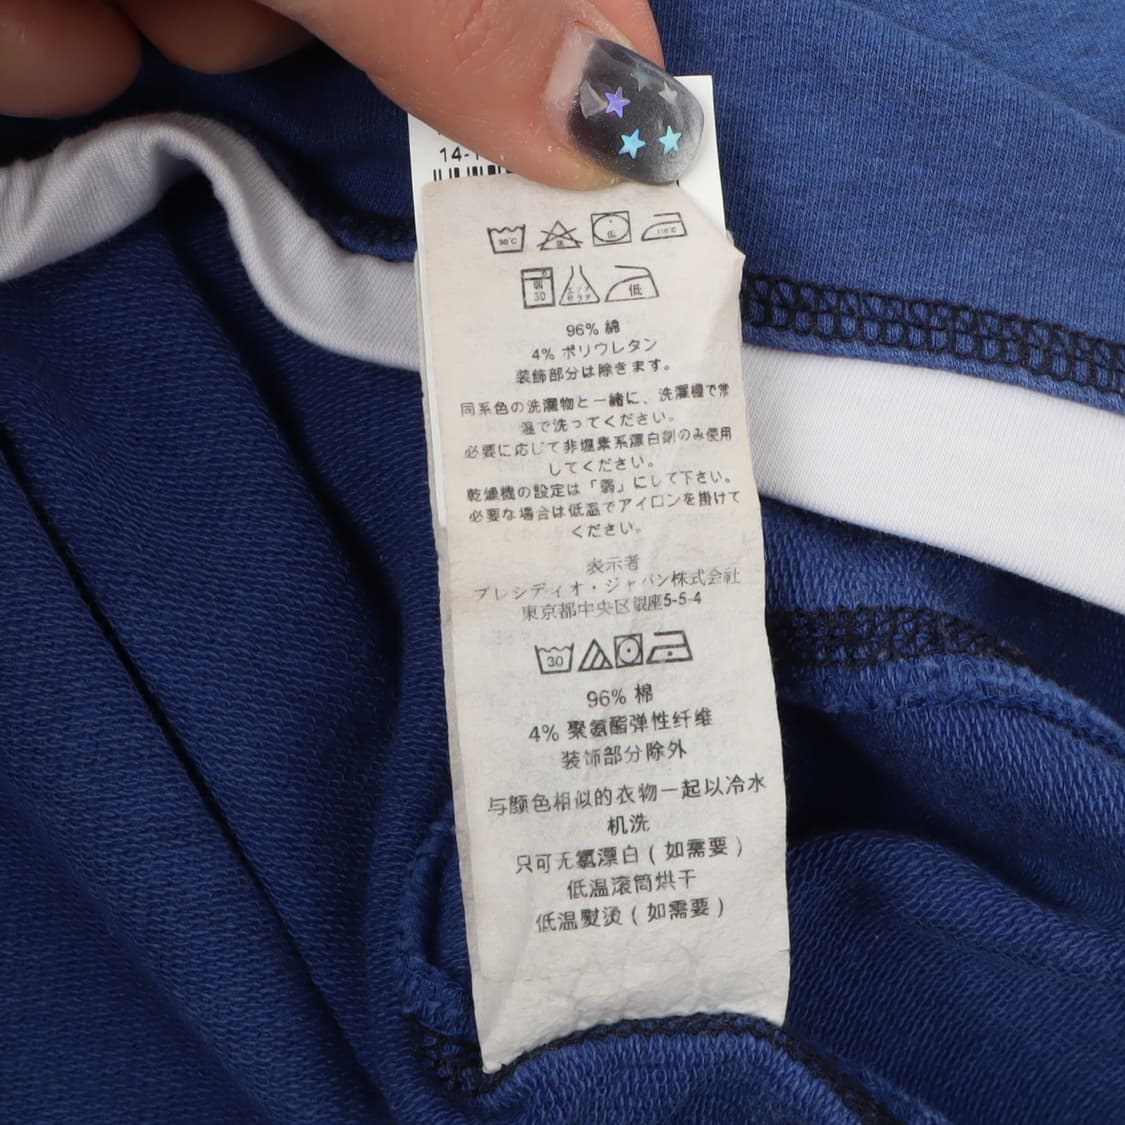 14-
30°C 110°C
弱 30 エンソサラシ 低
96% 綿
4% ポリウレタン
装飾部分は除きます。
同系色の洗濯物と一緒に、洗濯機で常
温で洗ってください。
必要に応じて非塩素系漂白剤のみ使用
してください。
乾燥機の設定は「弱」にして下さい。
必要な場合は低温でアイロンを掛けて
ください。
表示者
プレシディオ・ジャパン株式会社
東京都中央区銀座5-5-4
30
96% 棉
4% 聚氨酯弹性纤维
装饰部分除外
与颜色相似的衣物一起以冷水
机洗
只可无氯漂白 ( 如需要 )
低温滚筒烘干
低温熨烫 ( 如需要 )